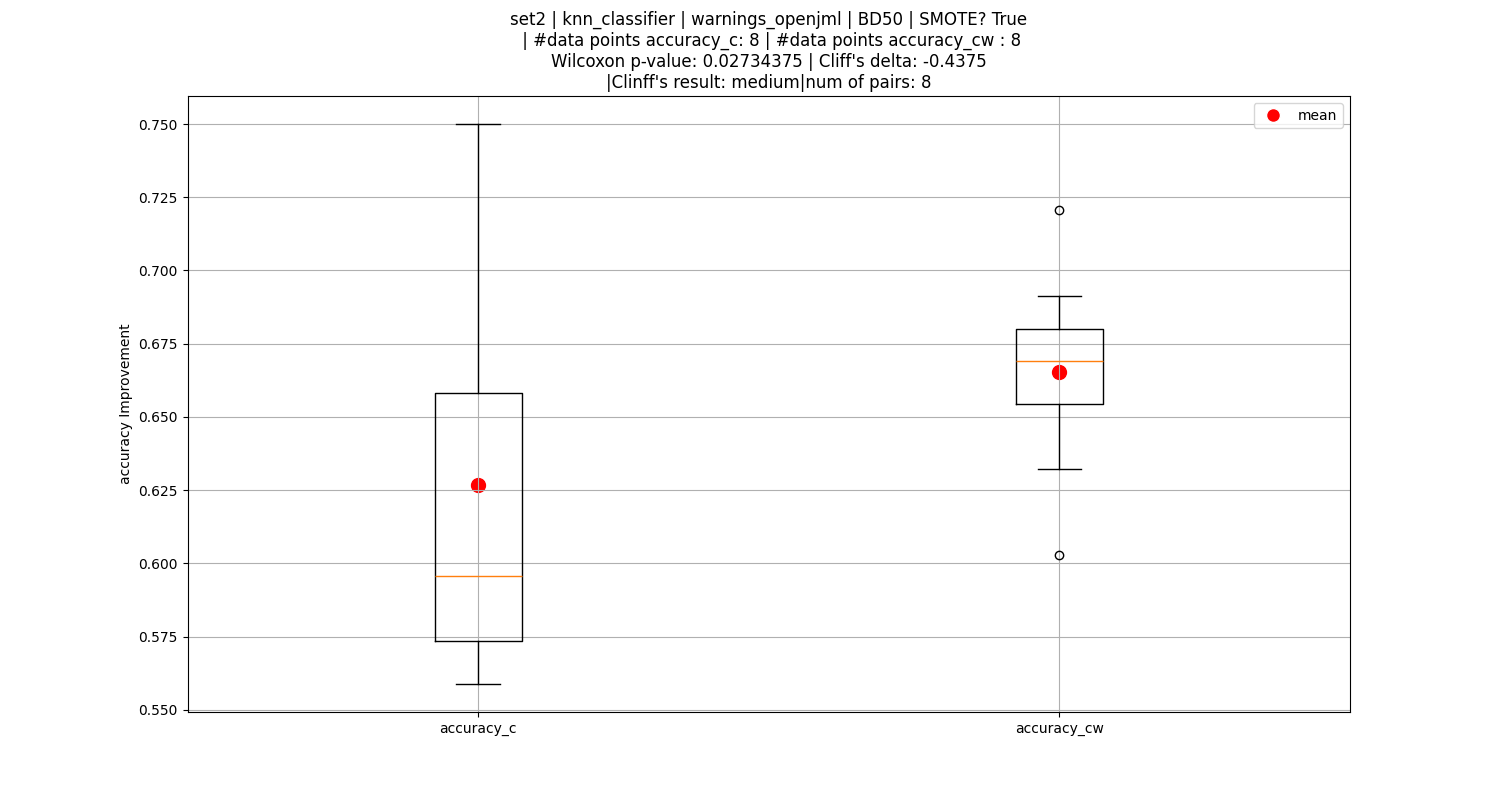 set2 | knn_classifier | warnings_openjml | BD50 | SMOTE? True
| #data points accuracy_c: 8 | #data points accuracy_cw : 8
Wilcoxon p-value: 0.02734375 | Cliff's delta: -0.4375
|Clinff's result: medium|num of pairs: 8
mean
0.750
0.725
0.700
0.675
0.650
0.625
0.600
0.575
0.550
accuracy Improvement
accuracy_c
accuracy_cw